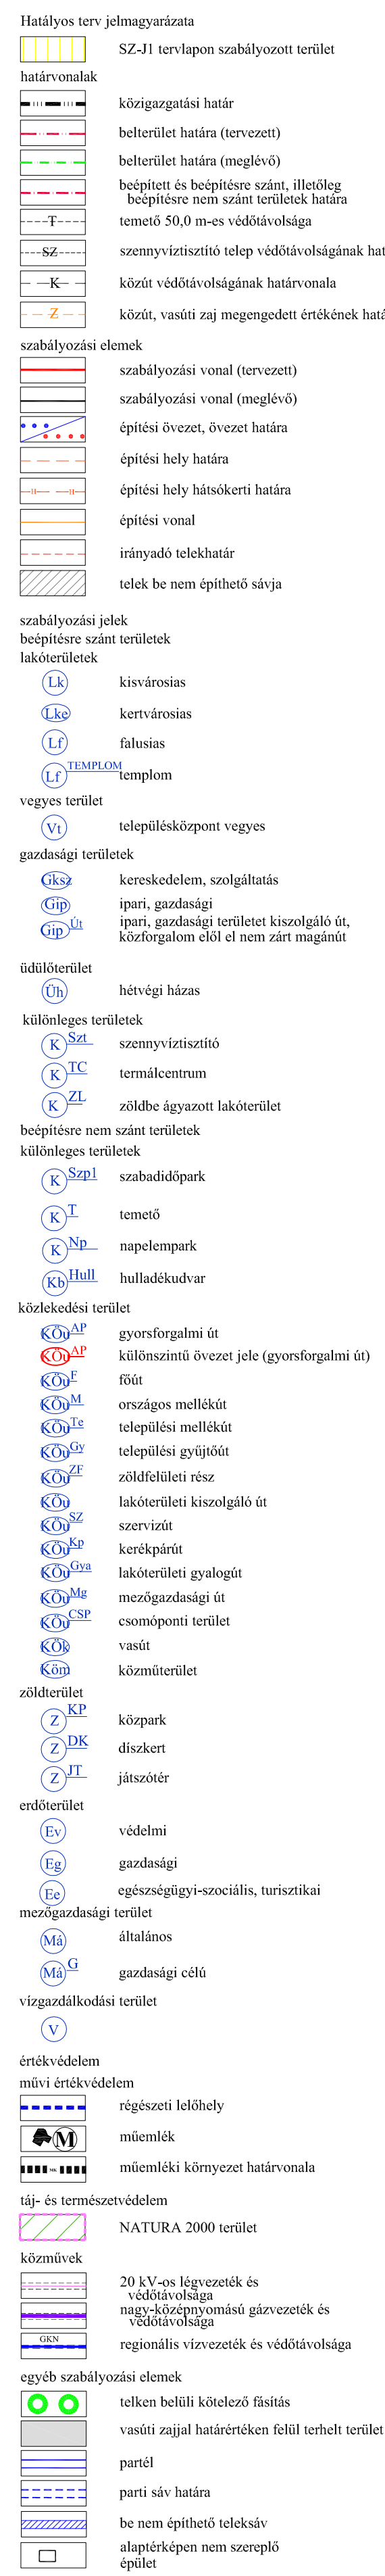 Hatályos terv jelmagyarázata
SZ-J1 tervlapon szabályozott terület
határvonalak
közigazgatási határ
belterület határa (tervezett)
belterület határa (meglévő)
beépített és beépítésre szánt, illetőleg
beépítésre nem szánt területek határa
T temető 50,0 m-es védőtávolsága
SZ szennyvíztisztító telep védőtávolságának hat
K közút védőtávolságának határvonala
Z közút, vasúti zaj megengedett értékének hatá
szabályozási elemek
szabályozási vonal (tervezett)
szabályozási vonal (meglévő)
építési övezet, övezet határa
építési hely határa
építési hely hátsókerti határa
építési vonal
irányadó telekhatár
telek be nem építhető sávja
szabályozási jelek
beépítésre szánt területek
lakóterületek
Lk kisvárosias
Lke kertvárosias
Lf falusias
Lf TEMPLOM templom
vegyes terület
Vt településközpont vegyes
gazdasági területek
Gksz kereskedelem, szolgáltatás
Gip ipari, gazdasági
Gip Út ipari, gazdasági területet kiszolgáló út,
közforgalom elől el nem zárt magánút
üdülőterület
Üh hétvégi házas
különleges területek
K Szt szennyvíztisztító
K TC termálcentrum
K ZL zöldbe ágyazott lakóterület
beépítésre nem szánt területek
különleges területek
K Szp1 szabadidőpark
K T temető
K Np napelempark
Kb Hull hulladékudvar
közlekedési terület
KÖu AP gyorsforgalmi út
KÖu AP különszintű övezet jele (gyorsforgalmi út)
KÖu F főút
KÖu M országos mellékút
KÖu Te települési mellékút
KÖu Gy települési gyűjtőút
KÖu ZF zöldfelületi rész
KÖu lakóterületi kiszolgáló út
KÖu SZ szervizút
KÖu Kp kerékpárút
KÖu Gya lakóterületi gyalogút
KÖu Mg mezőgazdasági út
KÖu CSP csomóponti terület
KÖk vasút
Köm közműterület
zöldterület
Z KP közpark
Z DK díszkert
Z JT játszótér
erdőterület
Ev védelmi
Eg gazdasági
Ee egészségügyi-szociális, turisztikai
mezőgazdasági terület
Má általános
Má G gazdasági célú
vízgazdálkodási terület
V
értékvédelem
művi értékvédelem
régészeti lelőhely
M műemlék
MK műemléki környezet határvonala
táj- és természetvédelem
NATURA 2000 terület
közművek
20 kV-os légvezeték és
védőtávolsága
nagy-középnyomású gázvezeték és
védőtávolsága
GKN regionális vízvezeték és védőtávolsága
egyéb szabályozási elemek
telken belüli kötelező fásítás
vasúti zajjal határértéken felül terhelt terület
partél
parti sáv határa
be nem építhető teleksáv
alaptérképen nem szereplő
épület